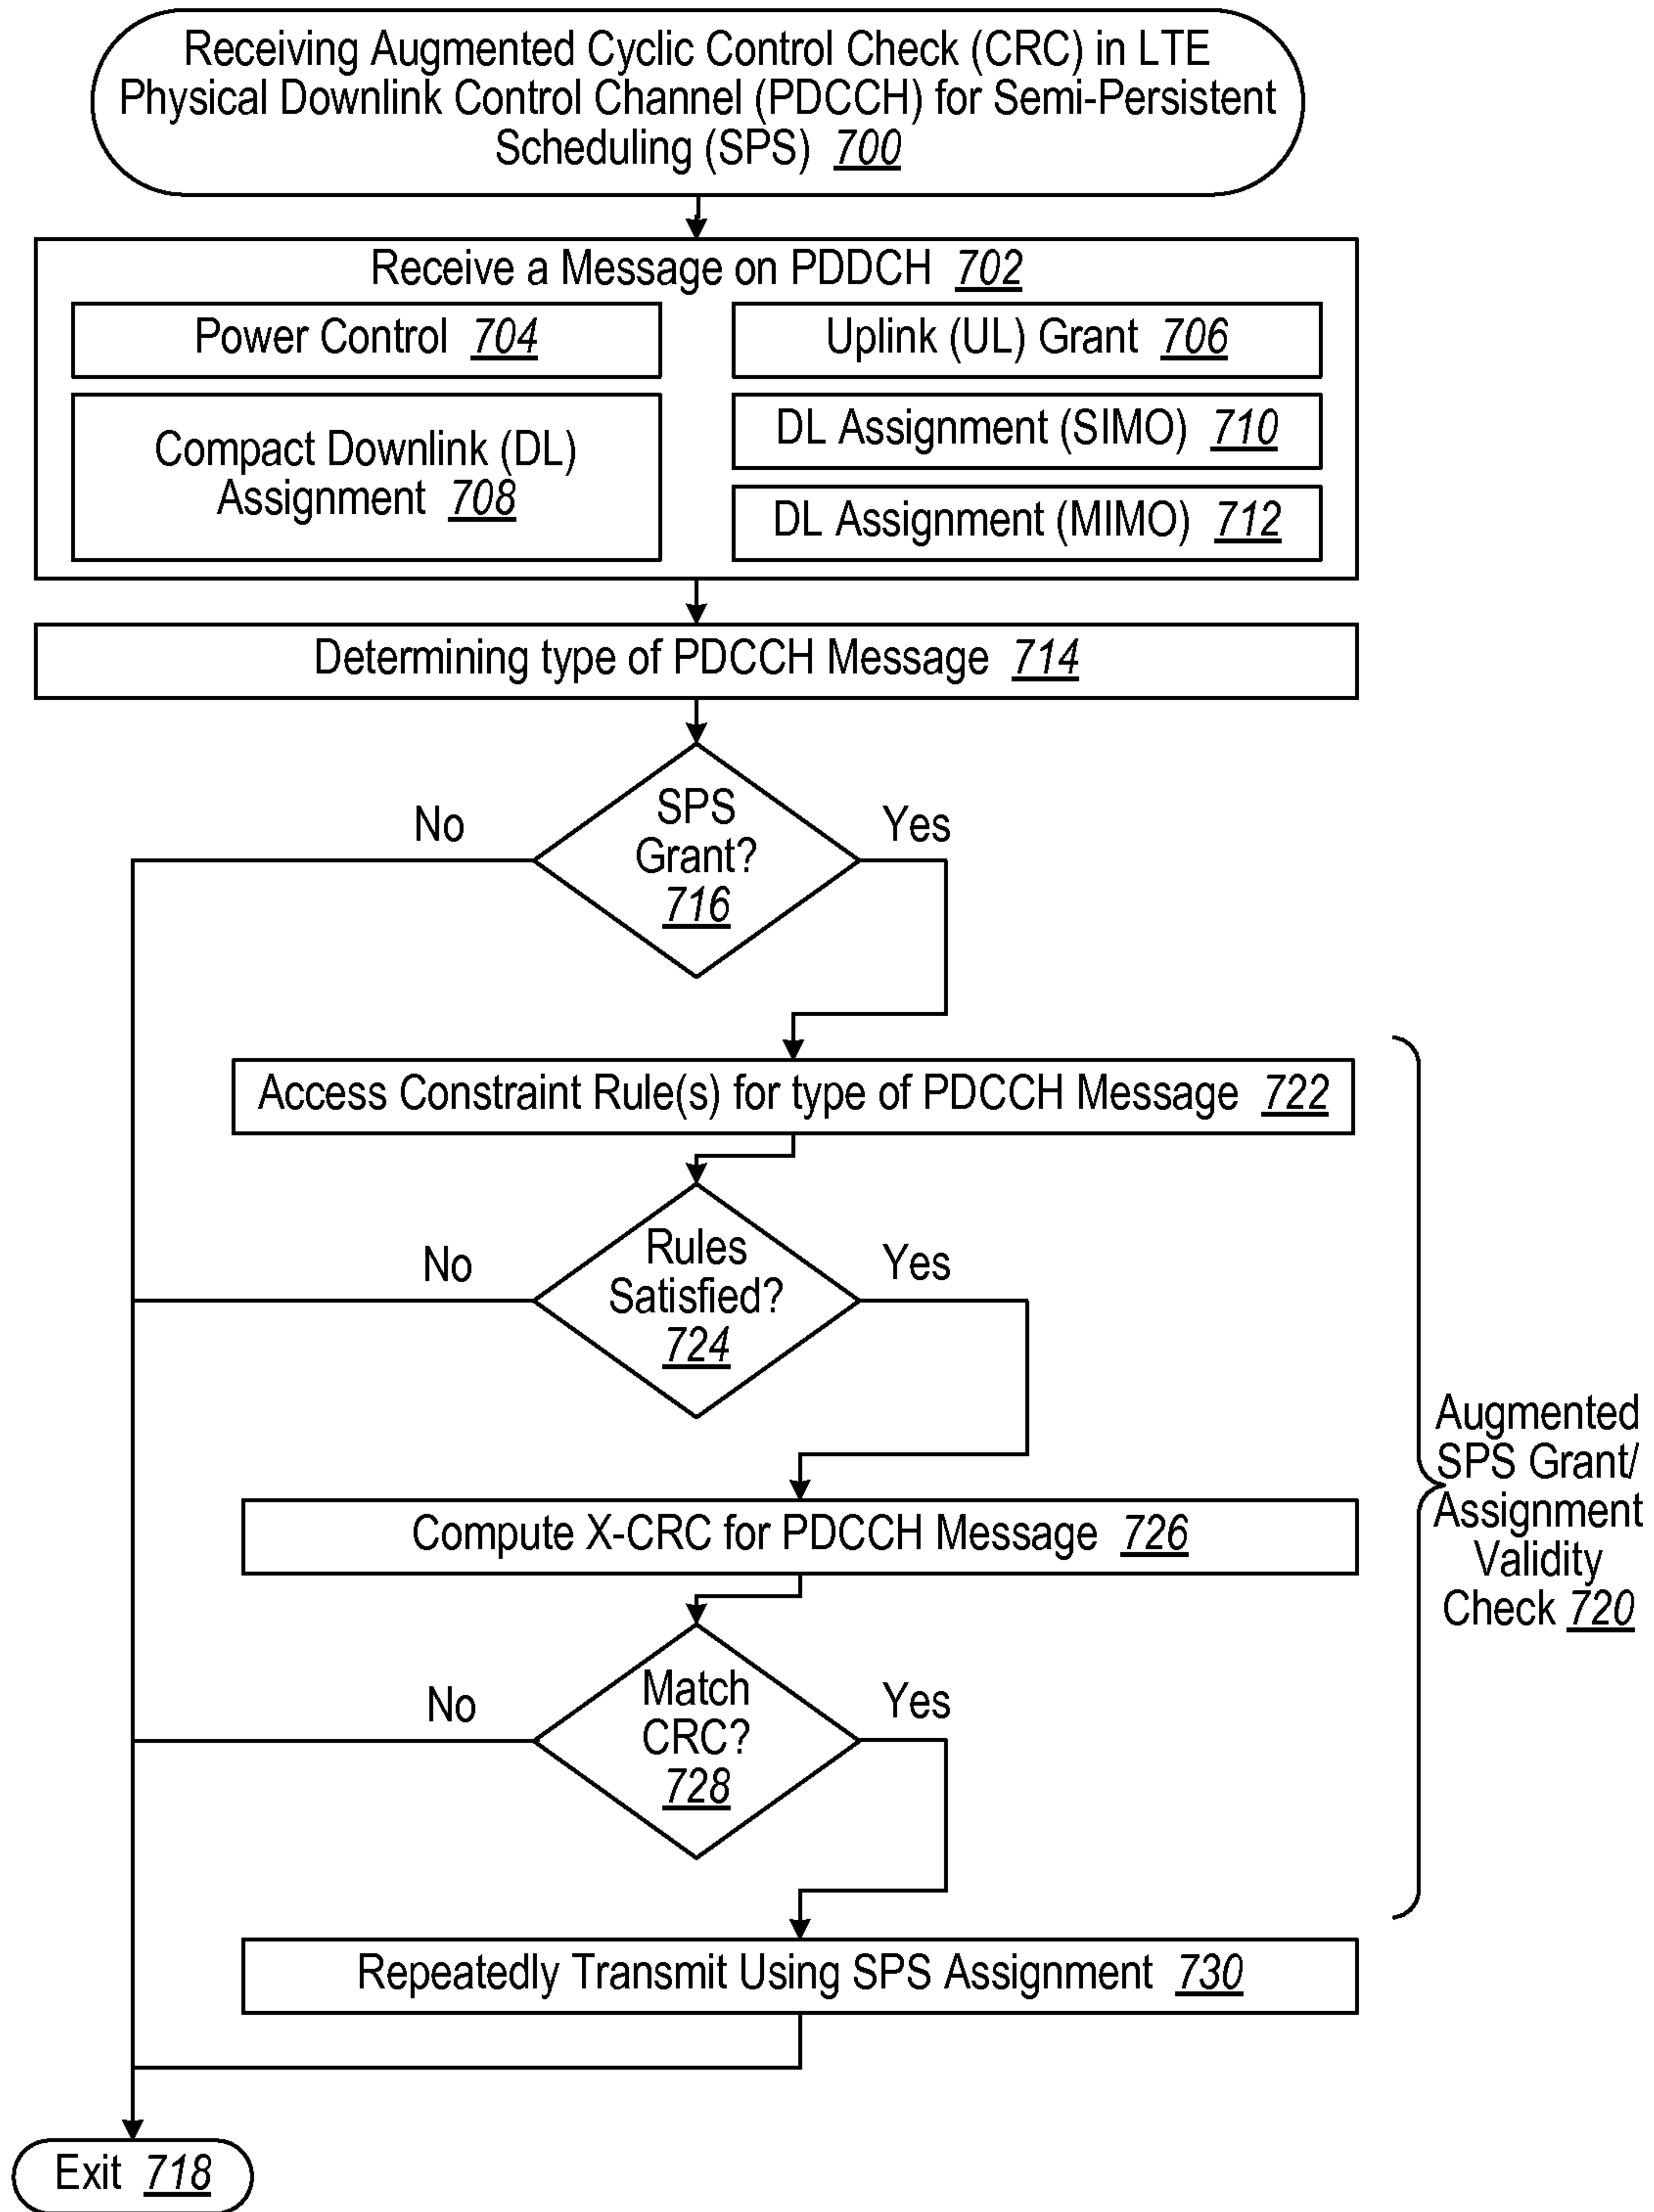 Receiving Augmented Cyclic Control Check (CRC) in LTE
Physical Downlink Control Channel (PDCCH) for Semi-Persistent
Scheduling (SPS) 700
Receive a Message on PDDCH 702
Power Control 704
Uplink (UL) Grant 706
Compact Downlink (DL)
Assignment 708
DL Assignment (SIMO) 710
DL Assignment (MIMO) 712
Determining type of PDCCH Message 714
SPS
Grant?
716
No
Yes
Access Constraint Rule(s) for type of PDCCH Message 722
Rules
Satisfied?
724
No
Yes
Compute X-CRC for PDCCH Message 726
Match
CRC?
728
No
Yes
Augmented
SPS Grant/
Assignment
Validity
Check 720
Repeatedly Transmit Using SPS Assignment 730
Exit 718